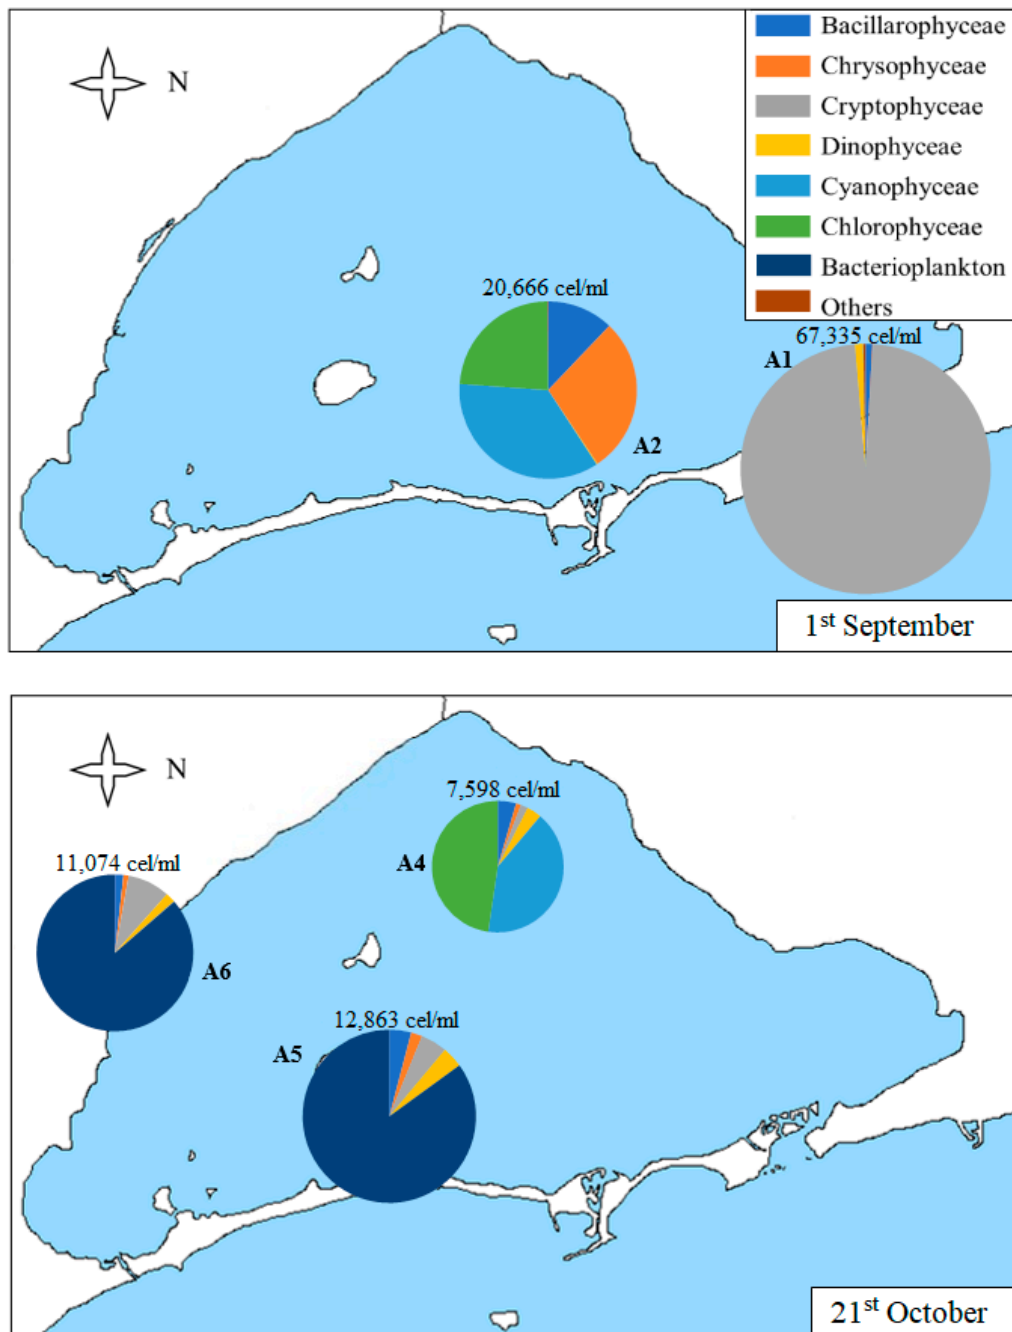 N
Bacillarophyceae
Chrysophyceae
Cryptophyceae
Dinophyceae
Cyanophyceae
Chlorophyceae
Bacterioplankton
Others
20,666 cel/ml
67,335 cel/ml
A1
A2
1st September
N
7,598 cel/ml
A4
11,074 cel/ml
A6
12,863 cel/ml
A5
21st October